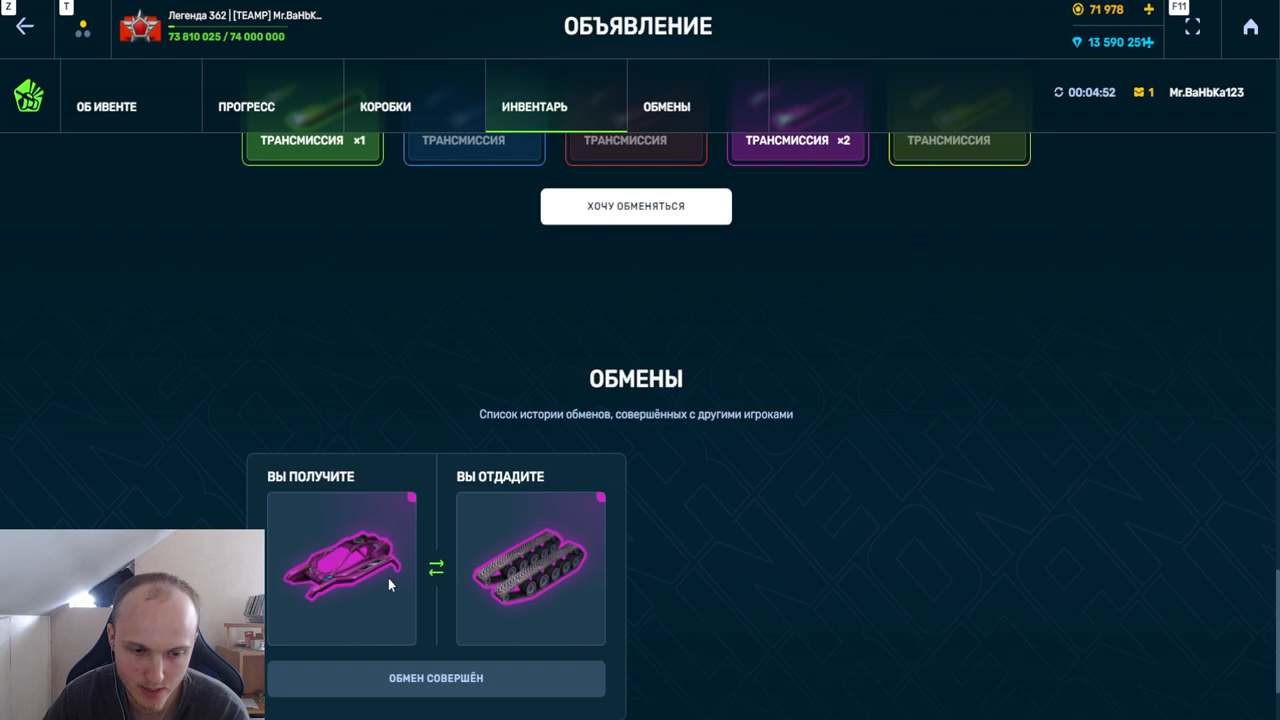 Z
T
Легенда 362 | [TEAMP] Mr.BaHbK...
73 810 025 / 74 000 000
ОБЪЯВЛЕНИЕ
71 978
13 590 251
F11
ОБ ИВЕНТЕ
ПРОГРЕСС
КОРОБКИ
ИНВЕНТАРЬ
ОБМЕНЫ
00:04:52
1
Mr.BaHbKa123
ТРАНСМИССИЯ ×1
ТРАНСМИССИЯ
ТРАНСМИССИЯ
ТРАНСМИССИЯ ×2
ТРАНСМИССИЯ
ХОЧУ ОБМЕНЯТЬСЯ
ОБМЕНЫ
Список истории обменов, совершённых с другими игроками
ВЫ ПОЛУЧИТЕ
ВЫ ОТДАДИТЕ
ОБМЕН СОВЕРШЁН